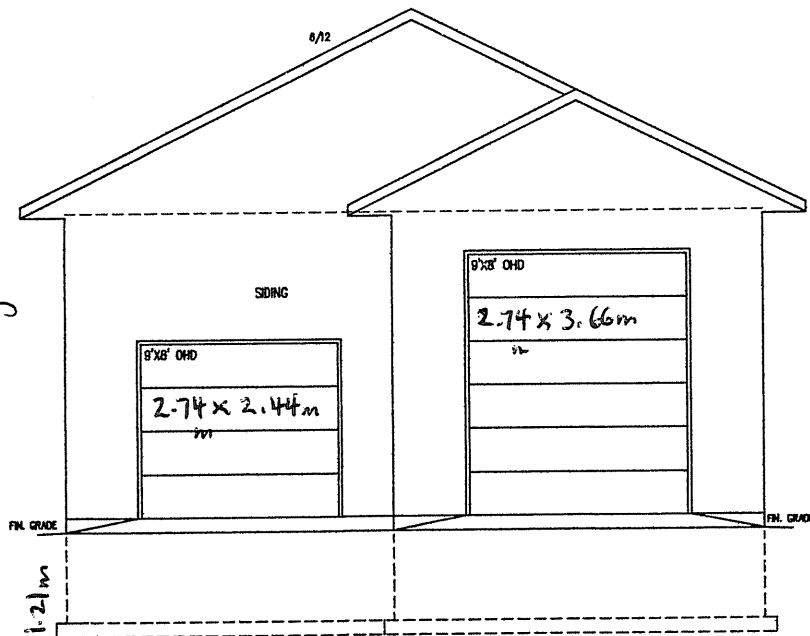 6/12
9'X8' OHD
2.74 x 3.66m
m
SIDING
9'X8' OHD
2.74 x 2.44m
m
FIN. GRADE
FIN. GRADE
1.21m